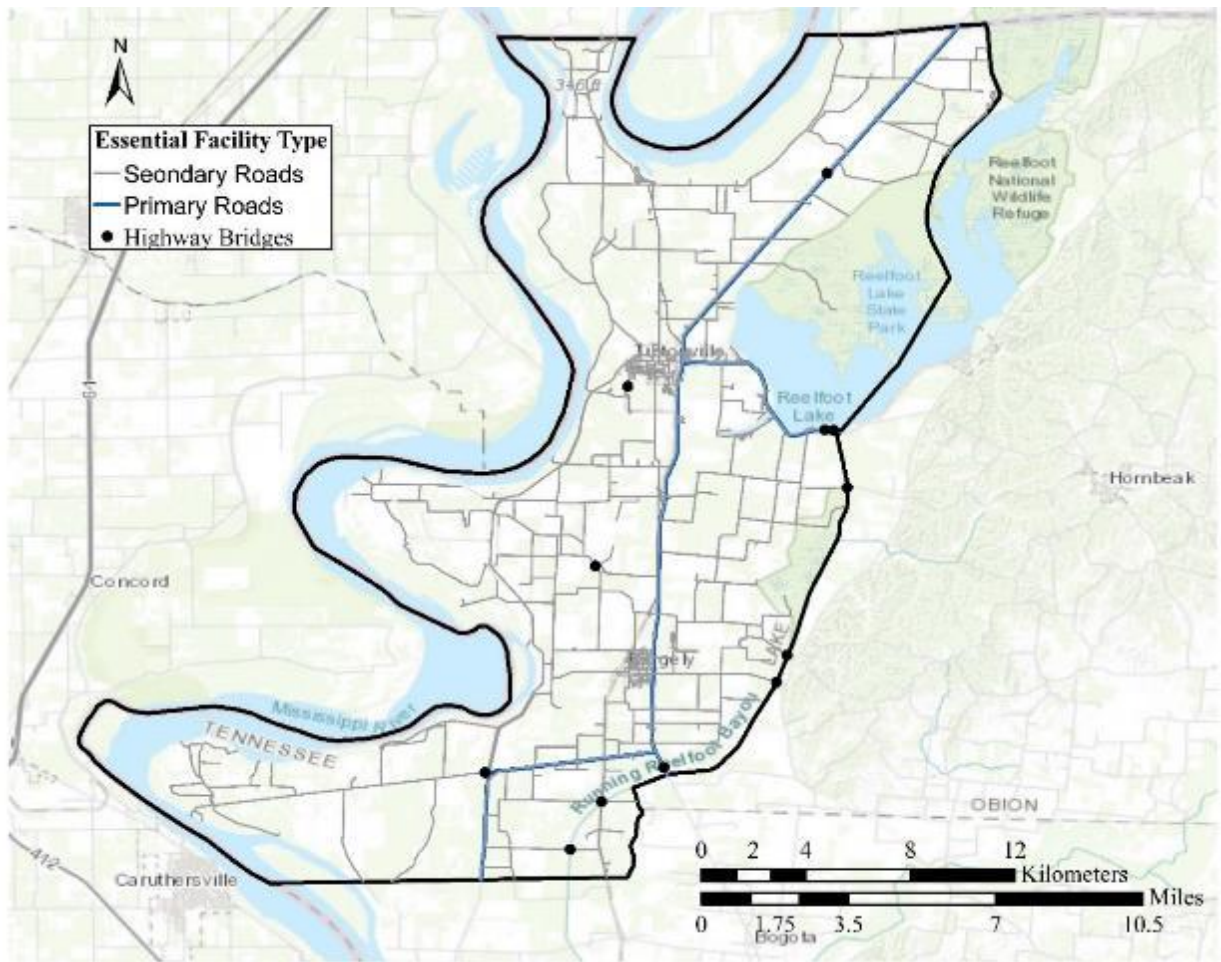 N
Essential Facility Type
Seondary Roads
Primary Roads
Highway Bridges
Reelfoot
National
Wildlife
Refuge
Reelfoot
Lake
State
Park
Reelfoot
Lake
Hornbeak
Concord
LAKE
Mississippi River
TENNESSEE
Running Reelfoot Bayou
OBION
412
Caruthersville
0 2 4 8 12
Kilometers
Miles
0 1.75 3.5 7 10.5
Bogota